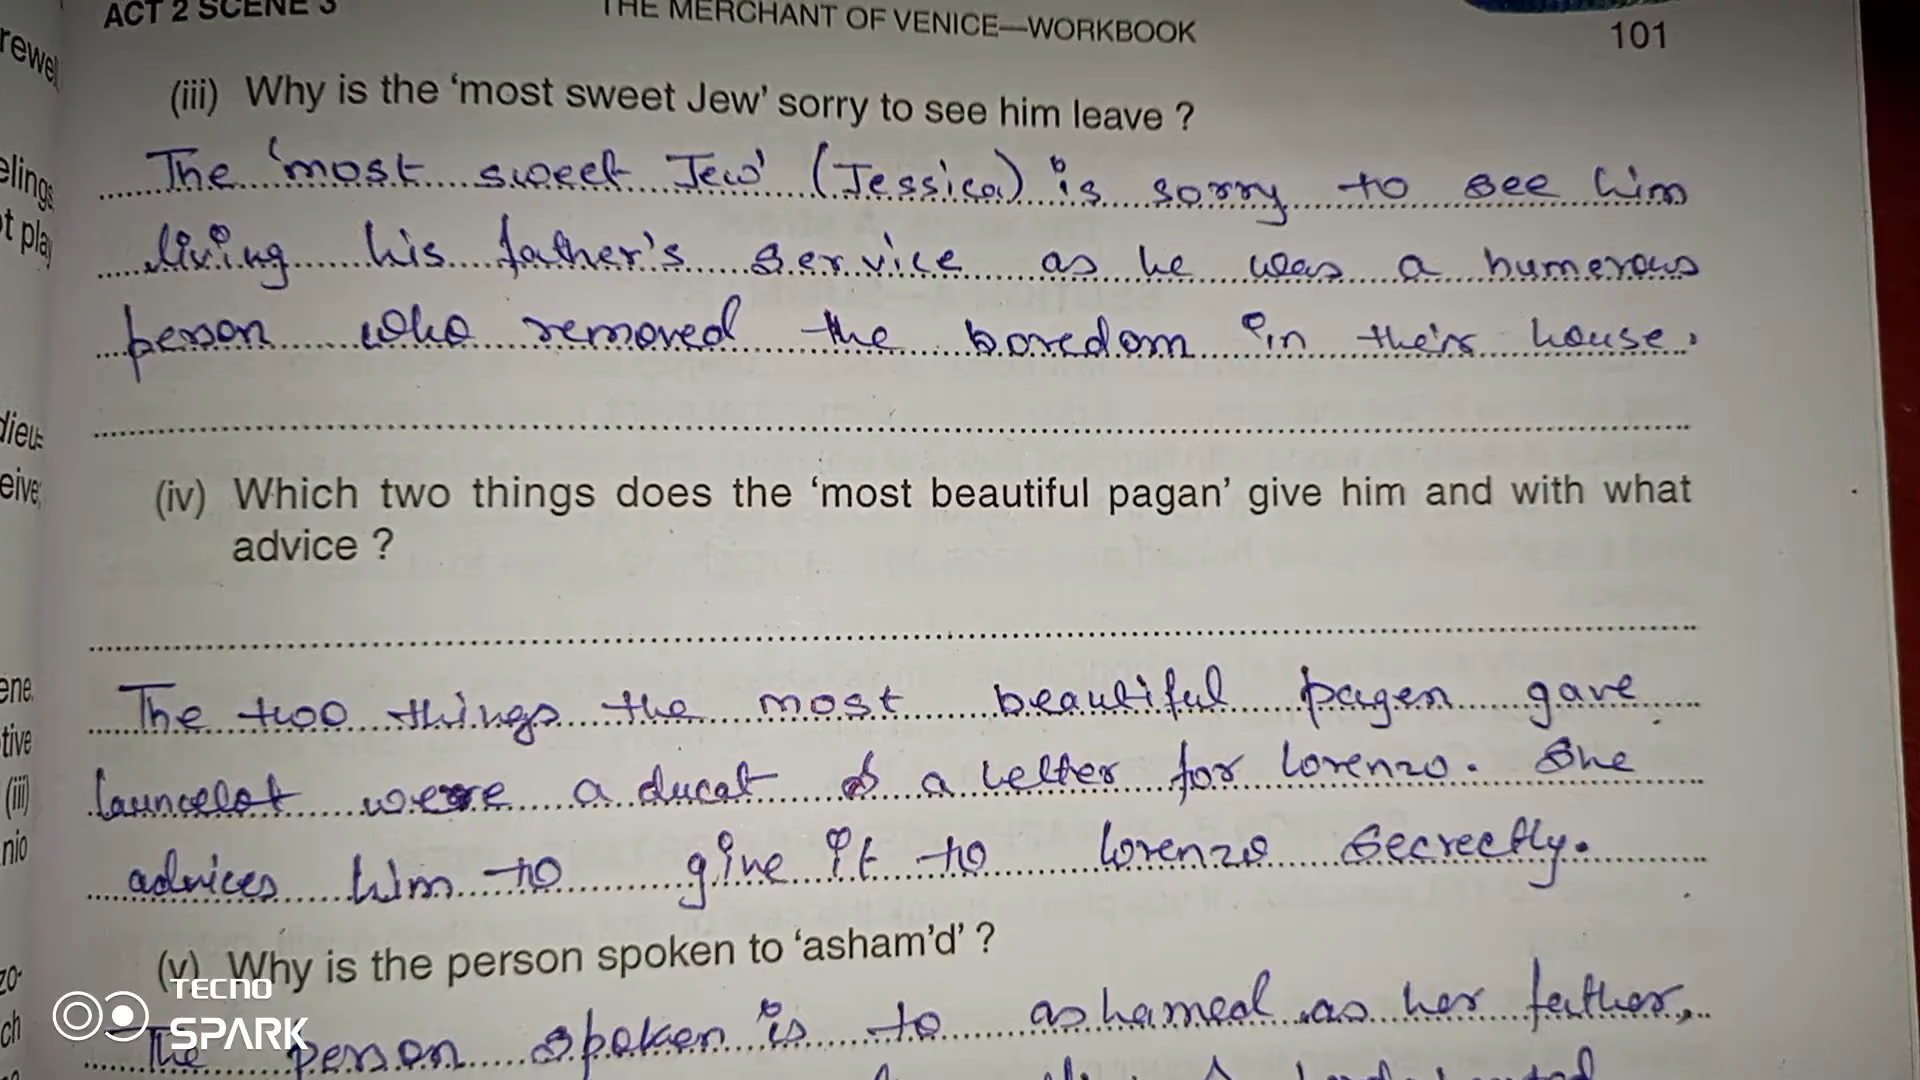 ACT 2 SCENE 3
THE MERCHANT OF VENICE—WORKBOOK
101
(iii) Why is the ‘most sweet Jew’ sorry to see him leave ?
The ‘most sweet Jew’ (Jessica) is sorry to see him
living his father's service as he was a humerous
person who removed the boredom in their house.
(iv) Which two things does the ‘most beautiful pagan’ give him and with what
advice ?
The two things the most beautiful pagen gave
launcelot were a ducat & a letter for lorenzo. She
advices him to give it to lorenzo secrectly.
(v) Why is the person spoken to ‘asham’d’ ?
The person spoken is to ashamed as her father,
TECNO
SPARK